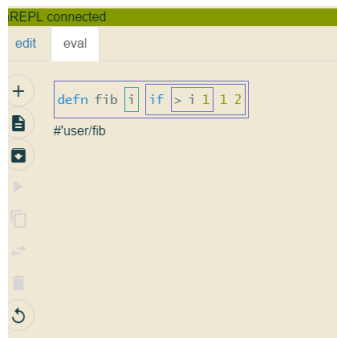 REPL connected
edit eval
defn fib i if > i 1 1 2
#'user/fib